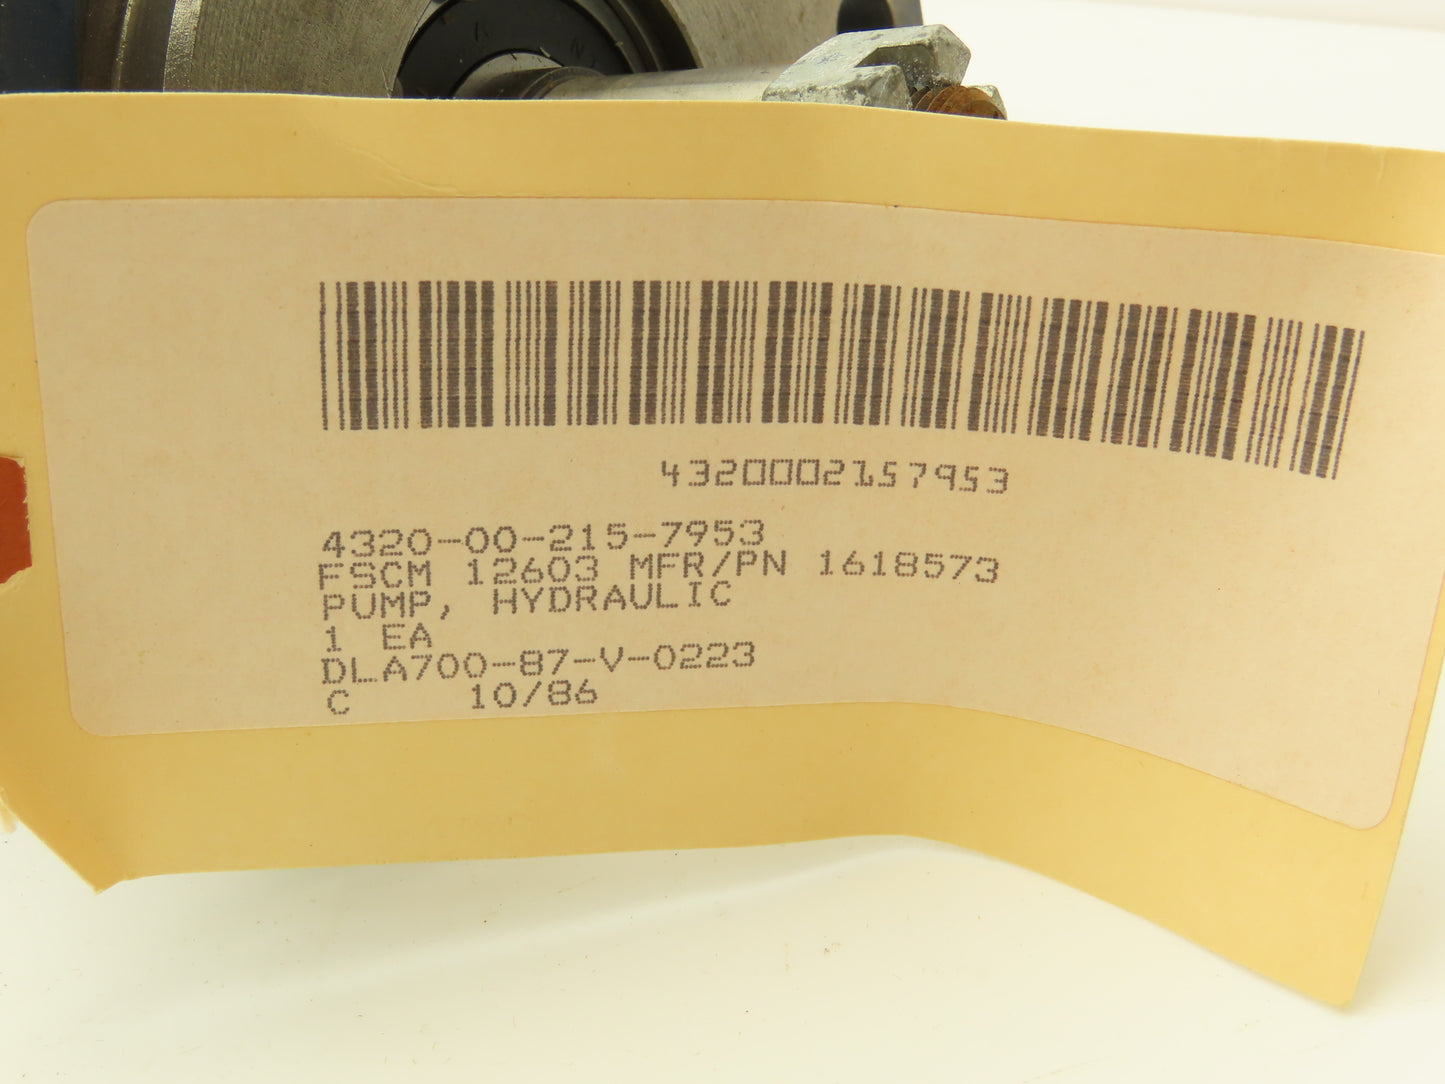 4320002157953
4320-00-215-7953
FSCM 12603 MFR/PN 1618573
PUMP, HYDRAULIC
1 EA
DLA700-87-V-0223
C 10/86